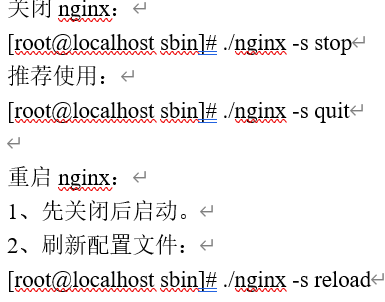 关闭 nginx：
[root@localhost sbin]# ./nginx -s stop
推荐使用：
[root@localhost sbin]# ./nginx -s quit
重启 nginx：
1、先关闭后启动。
2、刷新配置文件：
[root@localhost sbin]# ./nginx -s reload